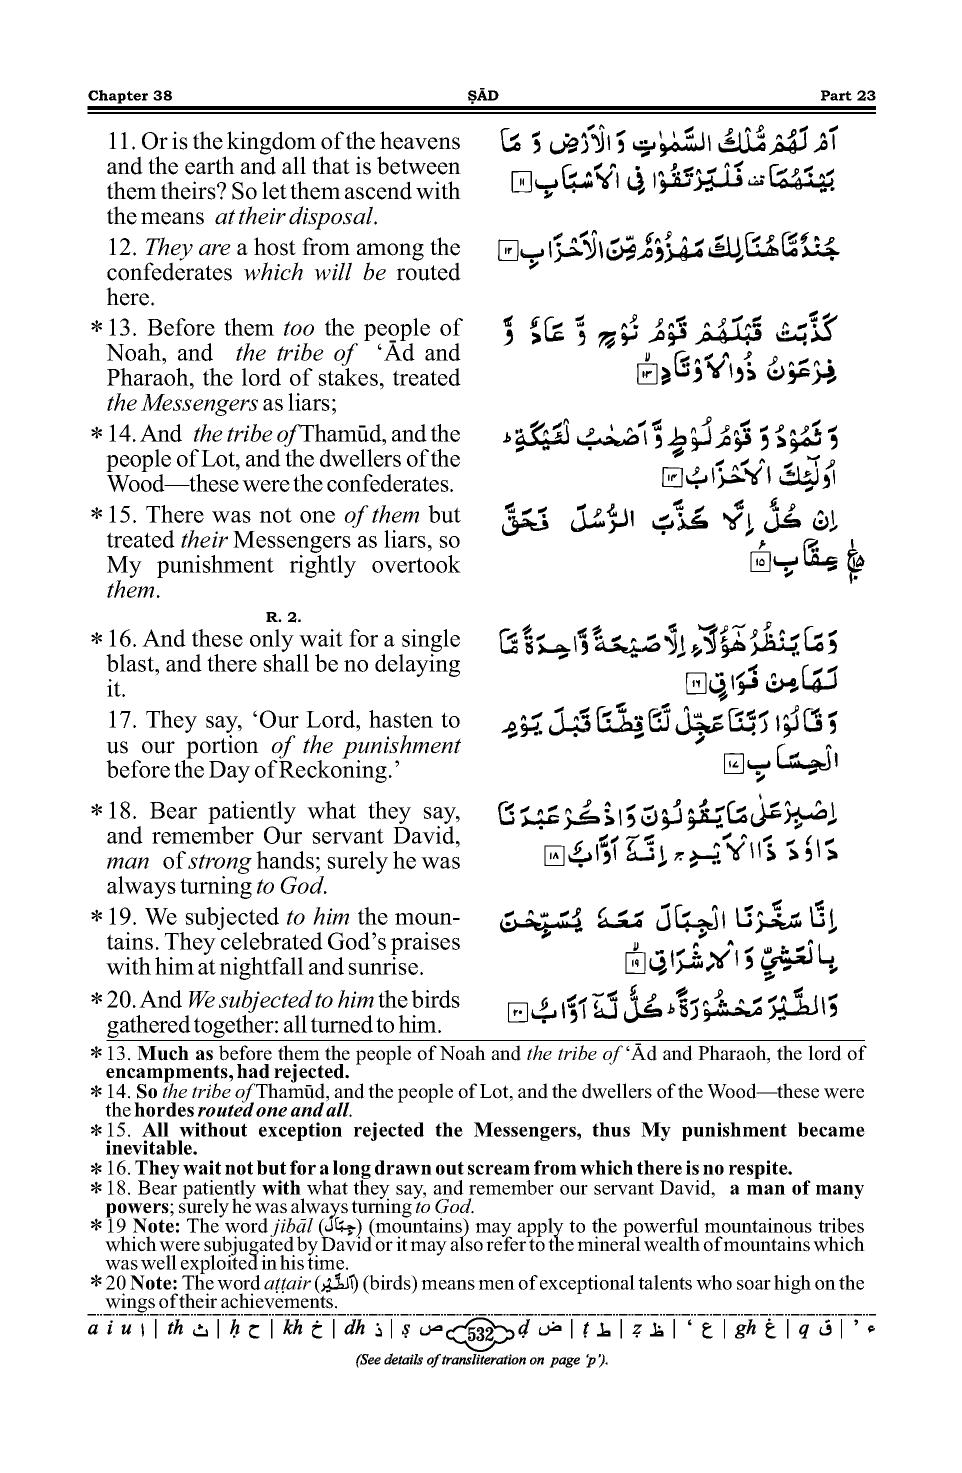 Chapter 38 ṢĀD Part 23
11. Or is the kingdom of the heavens
and the earth and all that is between
them theirs? So let them ascend with
the means at their disposal.
اَمْ لَهُمْ مُّلْكُ السَّمٰوٰتِ وَ الْاَرْضِ وَ مَا
بَيْنَهُمَا ۫ فَلْيَرْتَقُوْا فِي الْاَسْبَابِ ﴿۱۱﴾
12. They are a host from among the
confederates which will be routed
here.
جُنْدٌ مَّا هُنَالِكَ مَهْزُوْمٌ مِّنَ الْاَحْزَابِ ﴿۱۲﴾
* 13. Before them too the people of
Noah, and the tribe of ‘Ād and
Pharaoh, the lord of stakes, treated
the Messengers as liars;
كَذَّبَتْ قَبْلَهُمْ قَوْمُ نُوْحٍ وَّ عَادٌ وَّ
فِرْعَوْنُ ذُو الْاَوْتَادِ ﴿۱۳﴾
* 14. And the tribe of Thamūd, and the
people of Lot, and the dwellers of the
Wood—these were the confederates.
وَ ثَمُوْدُ وَ قَوْمُ لُوْطٍ وَّ اَصْحٰبُ لْـَٔيْكَةِ ؕ
اُولٰٓئِكَ الْاَحْزَابُ ﴿۱۴﴾
* 15. There was not one of them but
treated their Messengers as liars, so
My punishment rightly overtook
them.
اِنْ كُلٌّ اِلَّا كَذَّبَ الرُّسُلَ فَحَقَّ
عِقَابِ ﴿۱۵﴾
R. 2.
* 16. And these only wait for a single
blast, and there shall be no delaying
it.
وَمَا يَنْظُرُ هٰٓؤُلَآءِ اِلَّا صَيْحَةً وَّاحِدَةً مَّا
لَهَا مِنْ فَوَاقٍ ﴿۱۶﴾
17. They say, ‘Our Lord, hasten to
us our portion of the punishment
before the Day of Reckoning.’
وَ قَالُوْا رَبَّنَا عَجِّلْ لَّنَا قِطَّنَا قَبْلَ يَوْمِ
الْحِسَابِ ﴿۱۷﴾
* 18. Bear patiently what they say,
and remember Our servant David,
man of strong hands; surely he was
always turning to God.
اِصْبِرْ عَلٰى مَا يَقُوْلُوْنَ وَ اذْكُرْ عَبْدَنَا
دَاوٗدَ ذَا الْاَيْدِ ۚ اِنَّهٗۤ اَوَّابٌ ﴿۱۸﴾
* 19. We subjected to him the moun-
tains. They celebrated God’s praises
with him at nightfall and sunrise.
اِنَّا سَخَّرْنَا الْجِبَالَ مَعَهٗ يُسَبِّحْنَ
بِالْعَشِيِّ وَ الْاِشْرَاقِ ﴿۱۹﴾
* 20. And We subjected to him the birds
gathered together: all turned to him.
وَالطَّيْرَ مَحْشُوْرَةً ؕ كُلٌّ لَّهٗۤ اَوَّابٌ ﴿۲۰﴾
* 13. Much as before them the people of Noah and the tribe of ‘Ād and Pharaoh, the lord of
encampments, had rejected.
* 14. So the tribe of Thamūd, and the people of Lot, and the dwellers of the Wood—these were
the hordes routed one and all.
* 15. All without exception rejected the Messengers, thus My punishment became
inevitable.
* 16. They wait not but for a long drawn out scream from which there is no respite.
* 18. Bear patiently with what they say, and remember our servant David, a man of many
powers; surely he was always turning to God.
* 19 Note: The word jibāl (جِبَالٌ) (mountains) may apply to the powerful mountainous tribes
which were subjugated by David or it may also refer to the mineral wealth of mountains which
was well exploited in his time.
* 20 Note: The word aṭṭair (اَلطَّيْرُ) (birds) means men of exceptional talents who soar high on the
wings of their achievements.
a i u ا | th ث | ḥ ح | kh خ | dh ذ | ṣ ص 532 ḍ ض | ṭ ط | ẓ ظ | ‘ ع | gh غ | q ق | ’ ء
(See details of transliteration on page ‘p’).